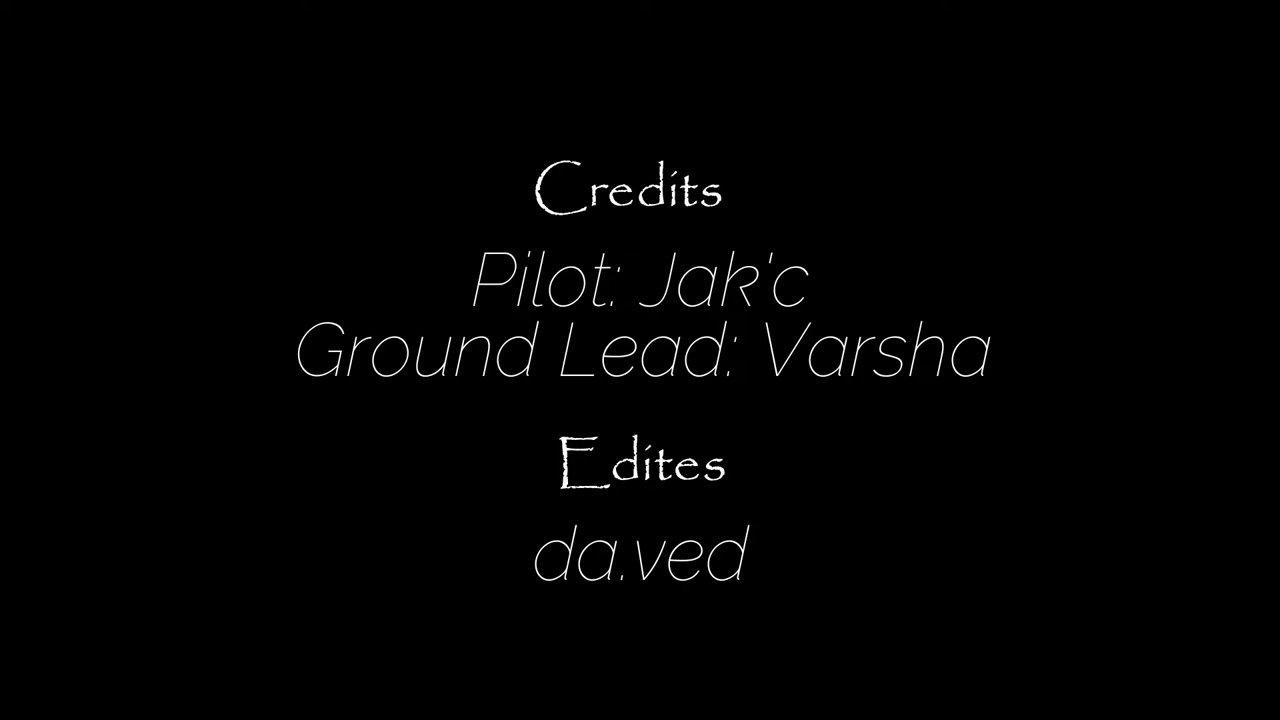 Credits
Pilot: Jak'c
Ground Lead: Varsha
Edites
da.ved